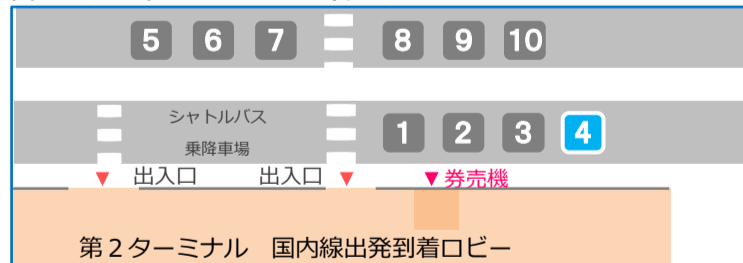 5 6 7 8 9 10
シャトルバス
乗降車場
1 2 3 4
▼ 出入口 出入口 ▼ ▼券売機
第2ターミナル 国内線出発到着ロビー